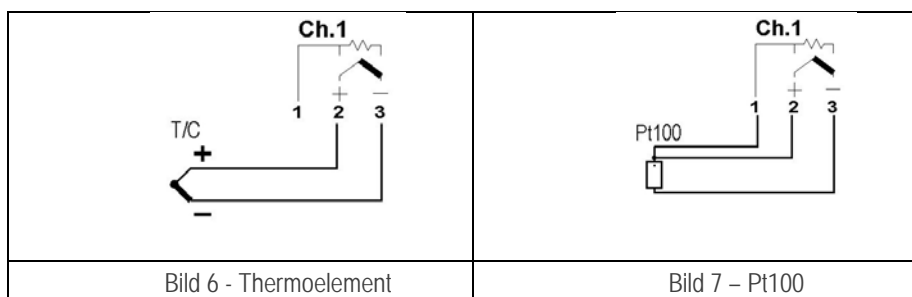 Ch.1
+ −
1 2 3
T/C
+
−
Bild 6 - Thermoelement
Ch.1
+ −
1 2 3
Pt100
Bild 7 – Pt100